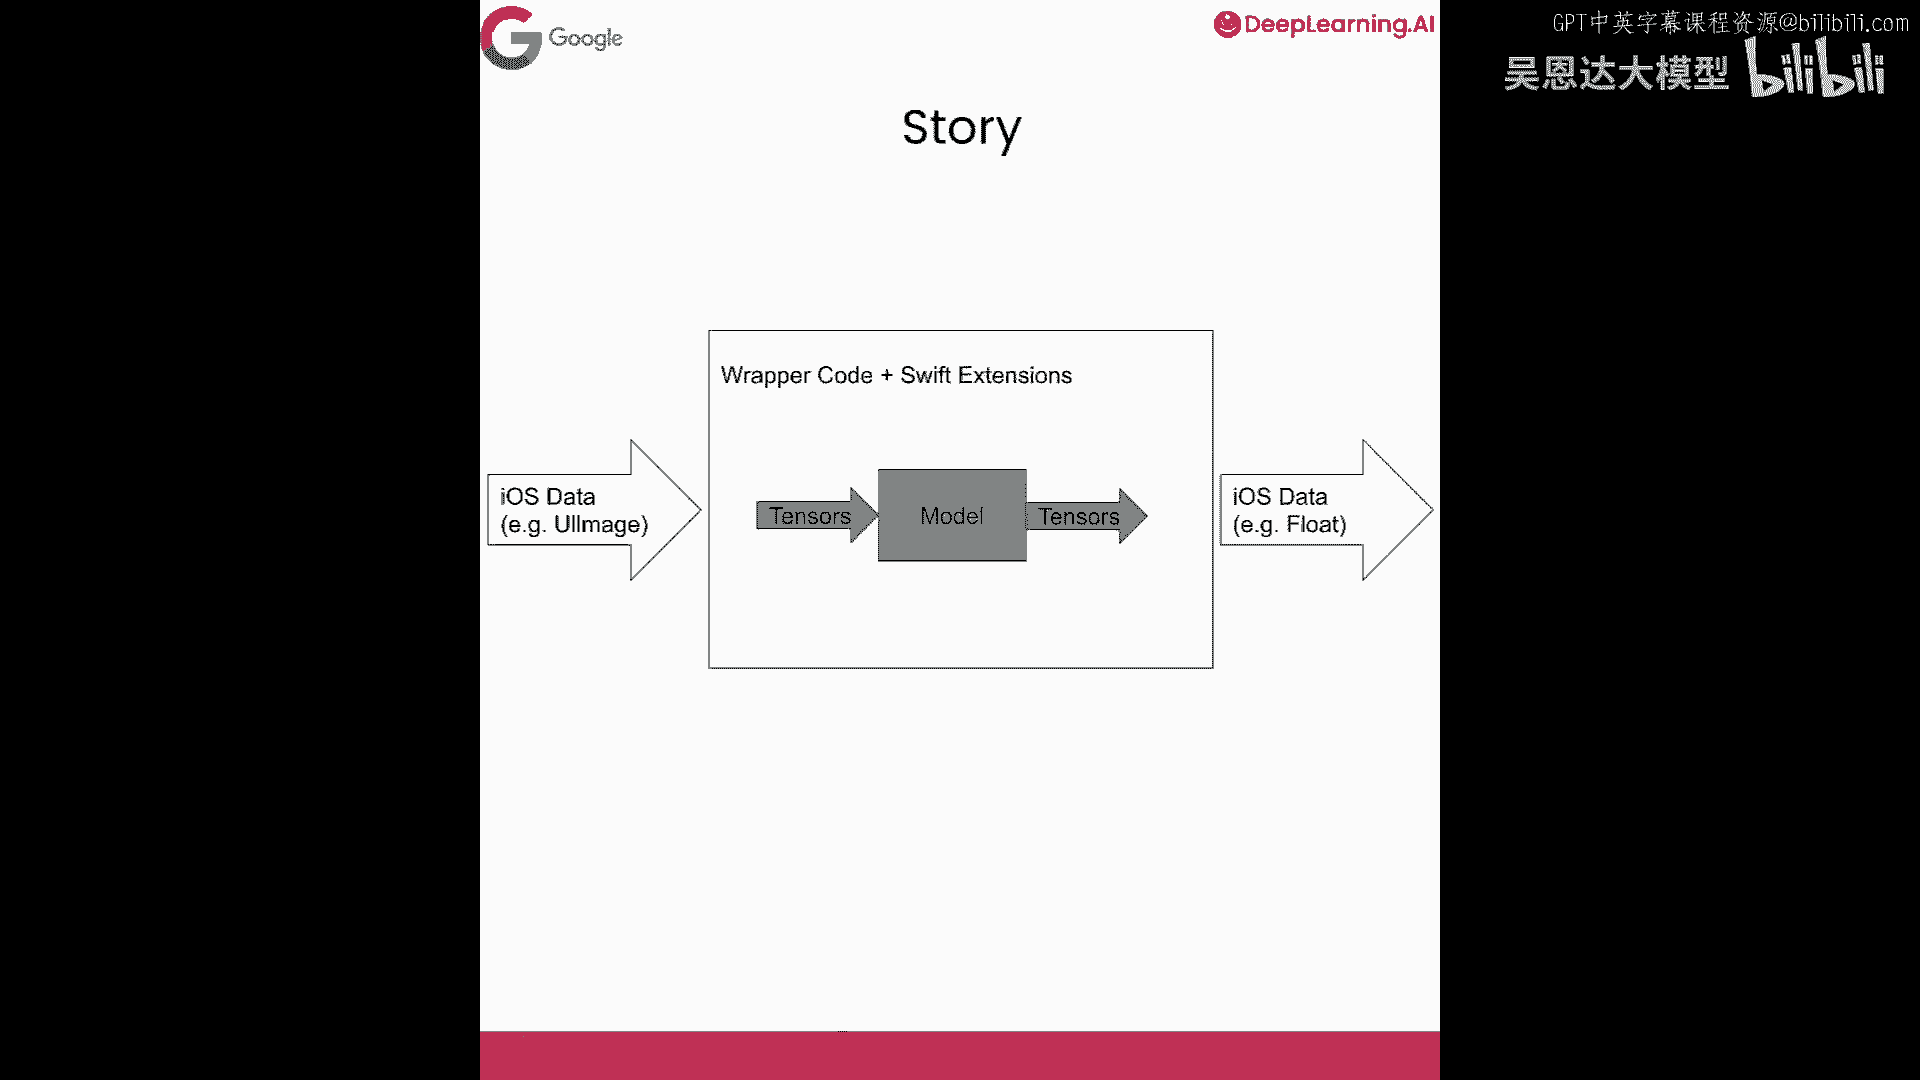 Google
DeepLearning.AI
GPT中英字幕课程资源@bilibili.com
吴恩达大模型 bilibili
Story
Wrapper Code + Swift Extensions
iOS Data
(e.g. UIImage)
Tensors
Model
Tensors
iOS Data
(e.g. Float)